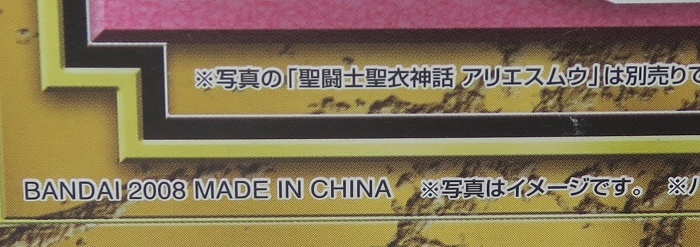 ※写真の「聖闘士聖衣神話 アリエスムウ」は別売りで
BANDAI 2008 MADE IN CHINA ※写真はイメージです。 ※パ